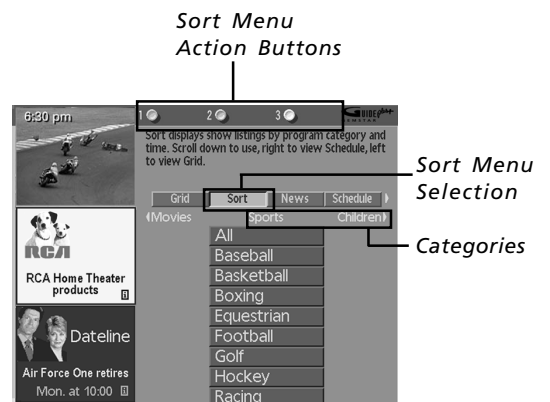 Sort Menu
Action Buttons
6:30 pm
1 2 3
GUIDE Plus+
GEMSTAR
Sort displays show listings by program category and
time. Scroll down to use, right to view Schedule, left
to view Grid.
Grid Sort News Schedule
Movies Sports Children
Sort Menu
Selection
Categories
All
Baseball
Basketball
Boxing
Equestrian
Football
Golf
Hockey
Racing
RCA
RCA Home Theater
products
Dateline
Air Force One retires
Mon. at 10:00